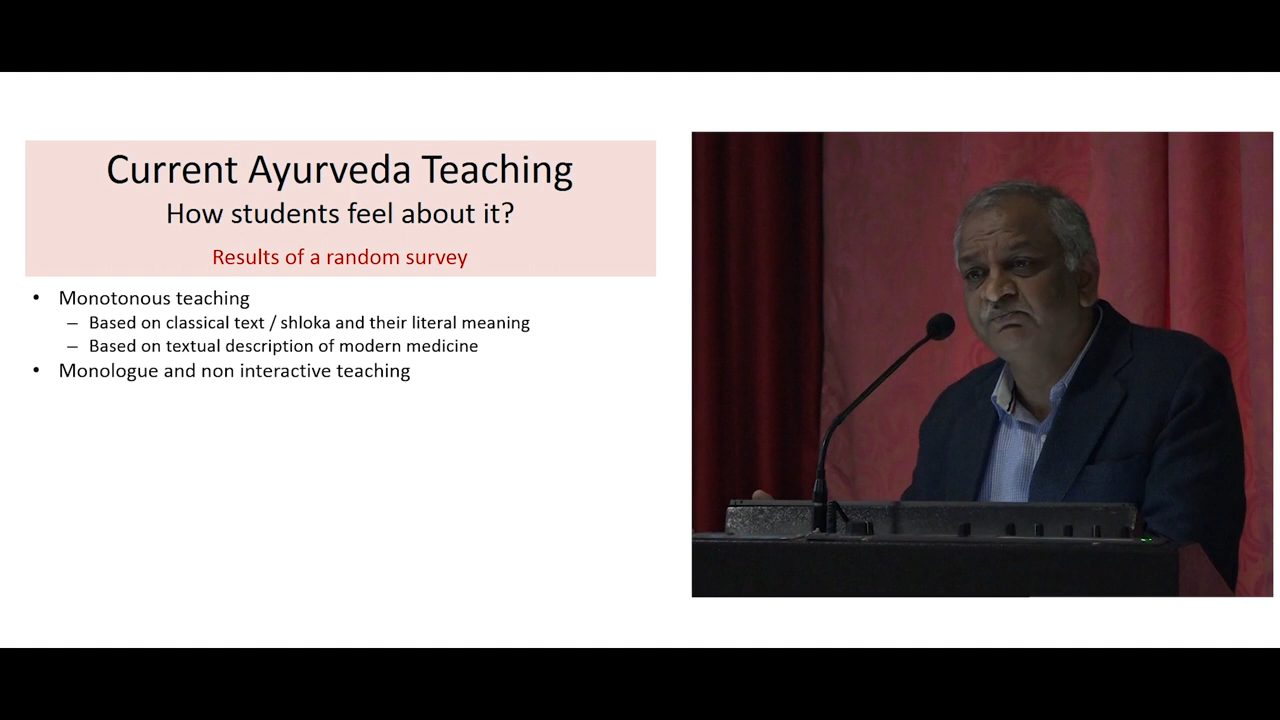 Current Ayurveda Teaching
How students feel about it?
Results of a random survey
• Monotonous teaching
– Based on classical text / shloka and their literal meaning
– Based on textual description of modern medicine
• Monologue and non interactive teaching